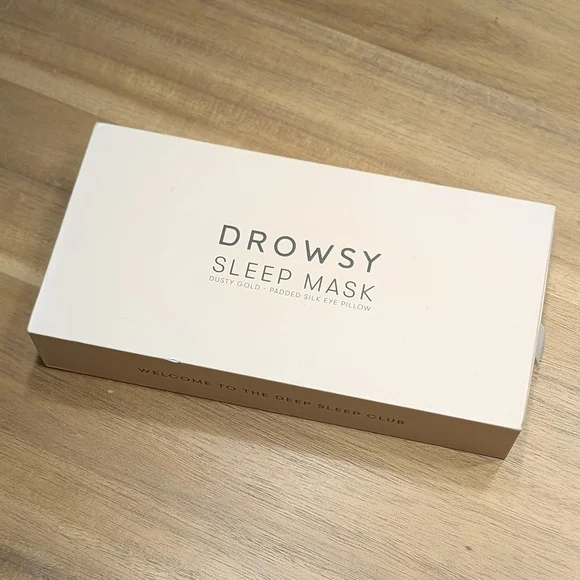 DROWSY
SLEEP MASK
DUSTY GOLD - PADDED SILK EYE PILLOW
WELCOME TO THE DEEP SLEEP CLUB